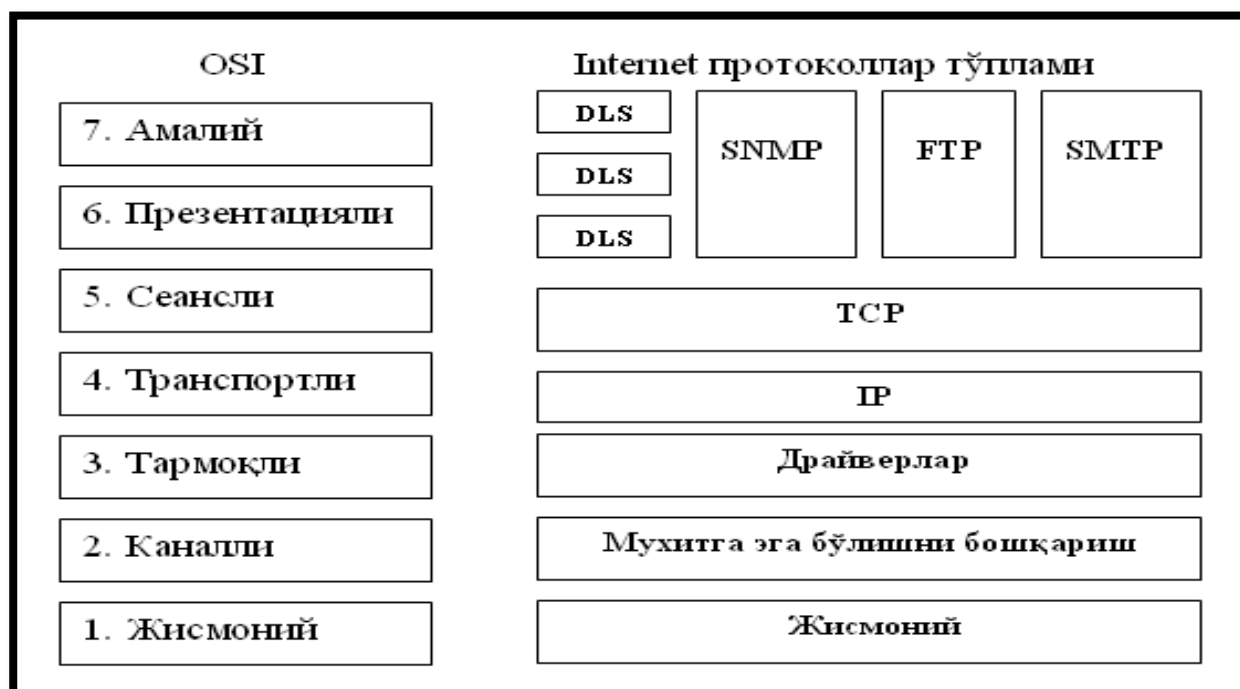 OSI
7. Амалий
6. Презентацияли
5. Сеансли
4. Транспортли
3. Тармоқли
2. Каналли
1. Жисмоний
Internet протоколлар тўплами
DLS
DLS
DLS
SNMP
FTP
SMTP
TCP
IP
Драйверлар
Мухитга эга бўлишни бошқариш
Жисмоний